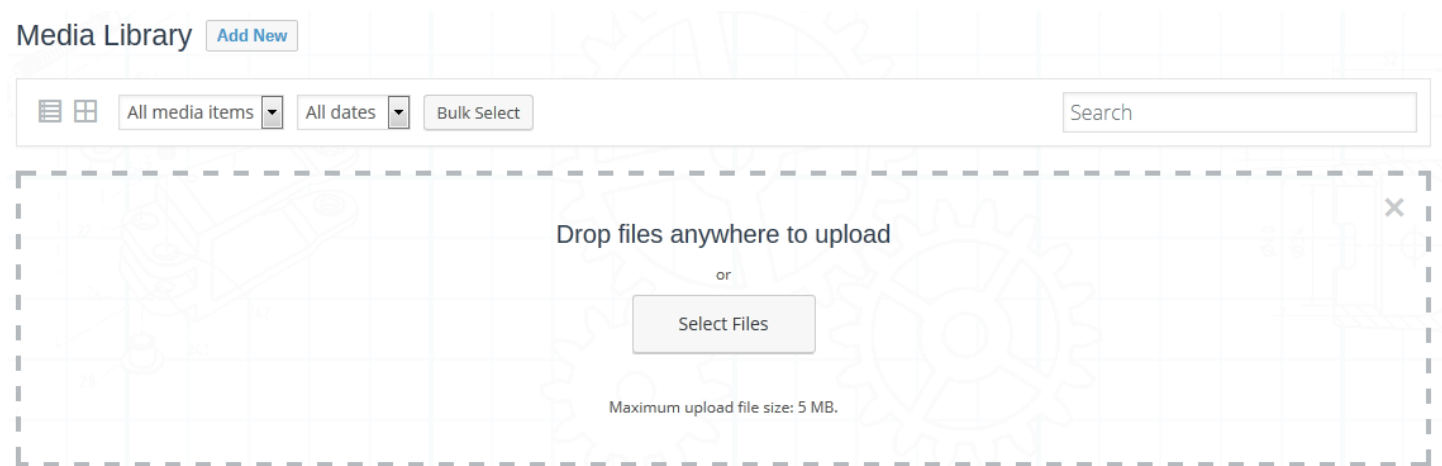 Media Library Add New
All media items All dates Bulk Select Search
Drop files anywhere to upload
or
Select Files
Maximum upload file size: 5 MB.